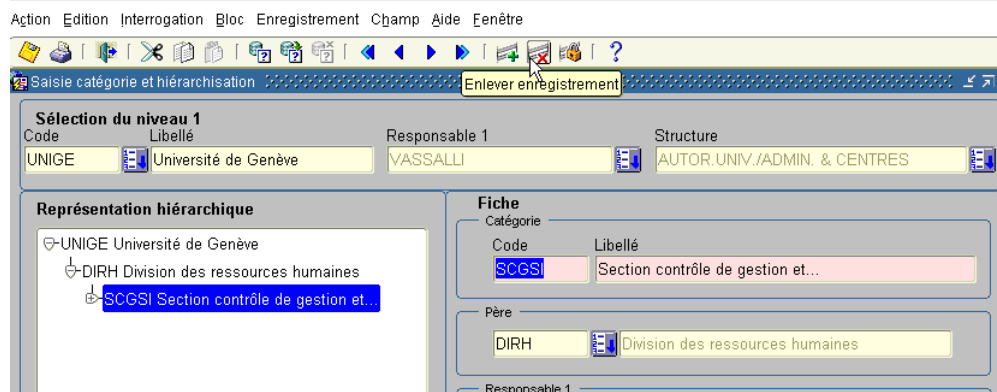 Action Edition Interrogation Bloc Enregistrement Champ Aide Fenêtre
Saisie catégorie et hiérarchisation
Enlever enregistrement
Sélection du niveau 1
Code Libellé Responsable 1 Structure
UNIGE Université de Genève VASSALLI AUTOR.UNIV./ADMIN. & CENTRES
Représentation hiérarchique
UNIGE Université de Genève
DIRH Division des ressources humaines
SCGSI Section contrôle de gestion et...
Fiche
Catégorie
Code Libellé
SCGSI Section contrôle de gestion et...
Père
DIRH Division des ressources humaines
Responsable 1